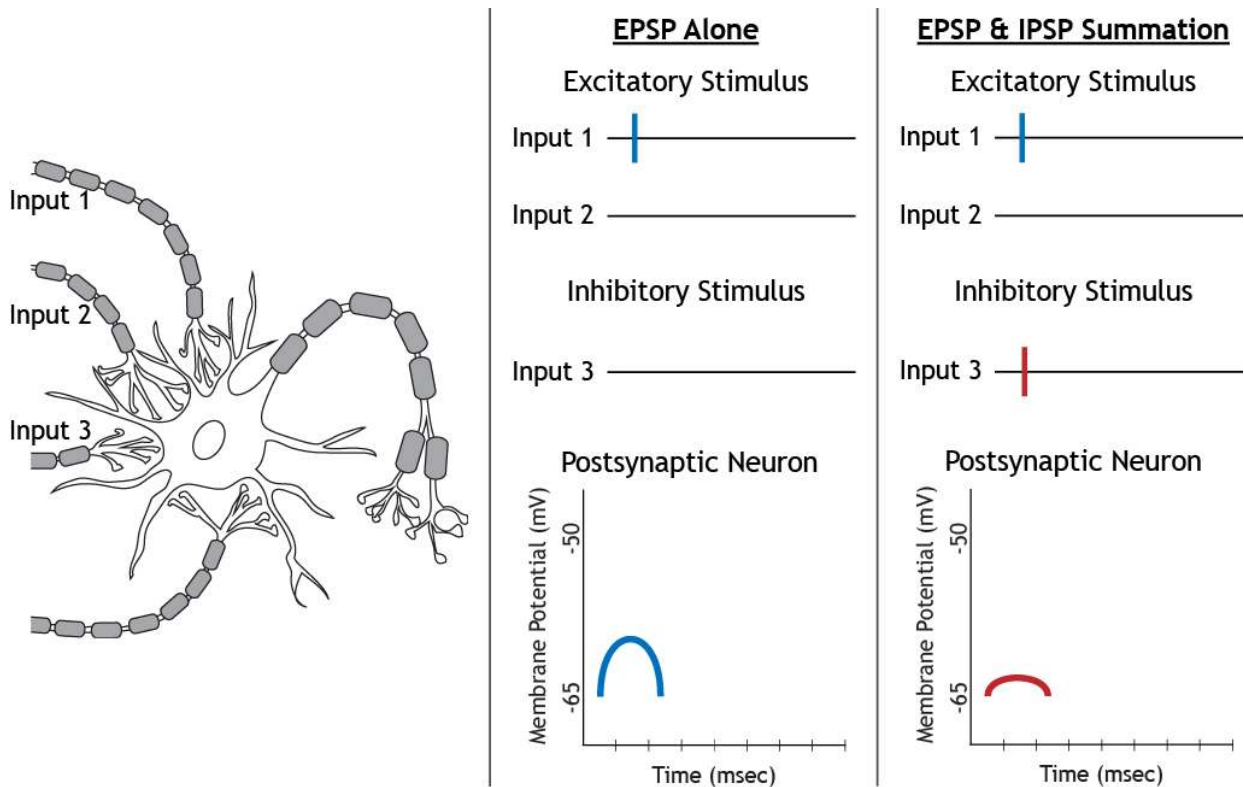 Input 1
Input 2
Input 3
EPSP Alone
Excitatory Stimulus
Input 1
Input 2
Inhibitory Stimulus
Input 3
Postsynaptic Neuron
Membrane Potential (mV)
-50
-65
Time (msec)
EPSP & IPSP Summation
Excitatory Stimulus
Input 1
Input 2
Inhibitory Stimulus
Input 3
Postsynaptic Neuron
Membrane Potential (mV)
-50
-65
Time (msec)